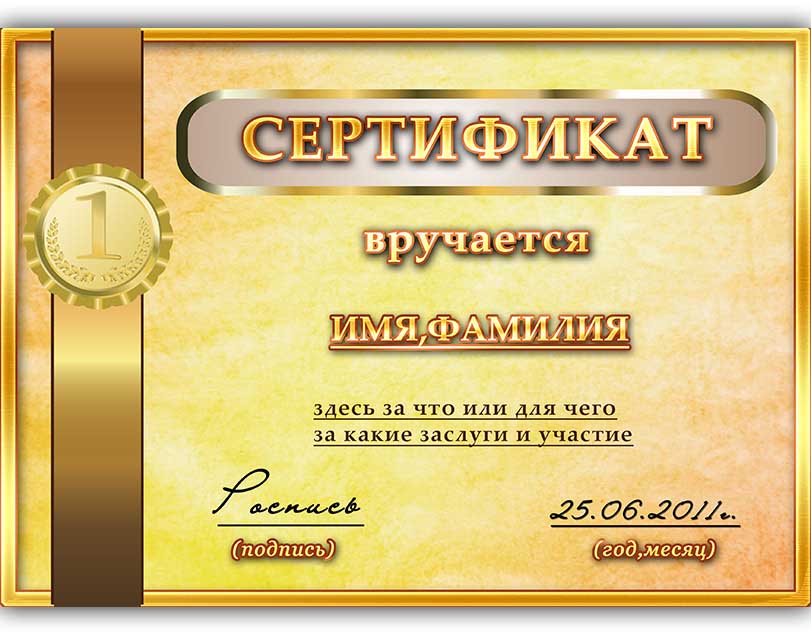 СЕРТИФИКАТ
вручается
1
ИМЯ,ФАМИЛИЯ
здесь за что или для чего
за какие заслуги и участие
Роспись
25.06.2011г.
(подпись)
(год,месяц)